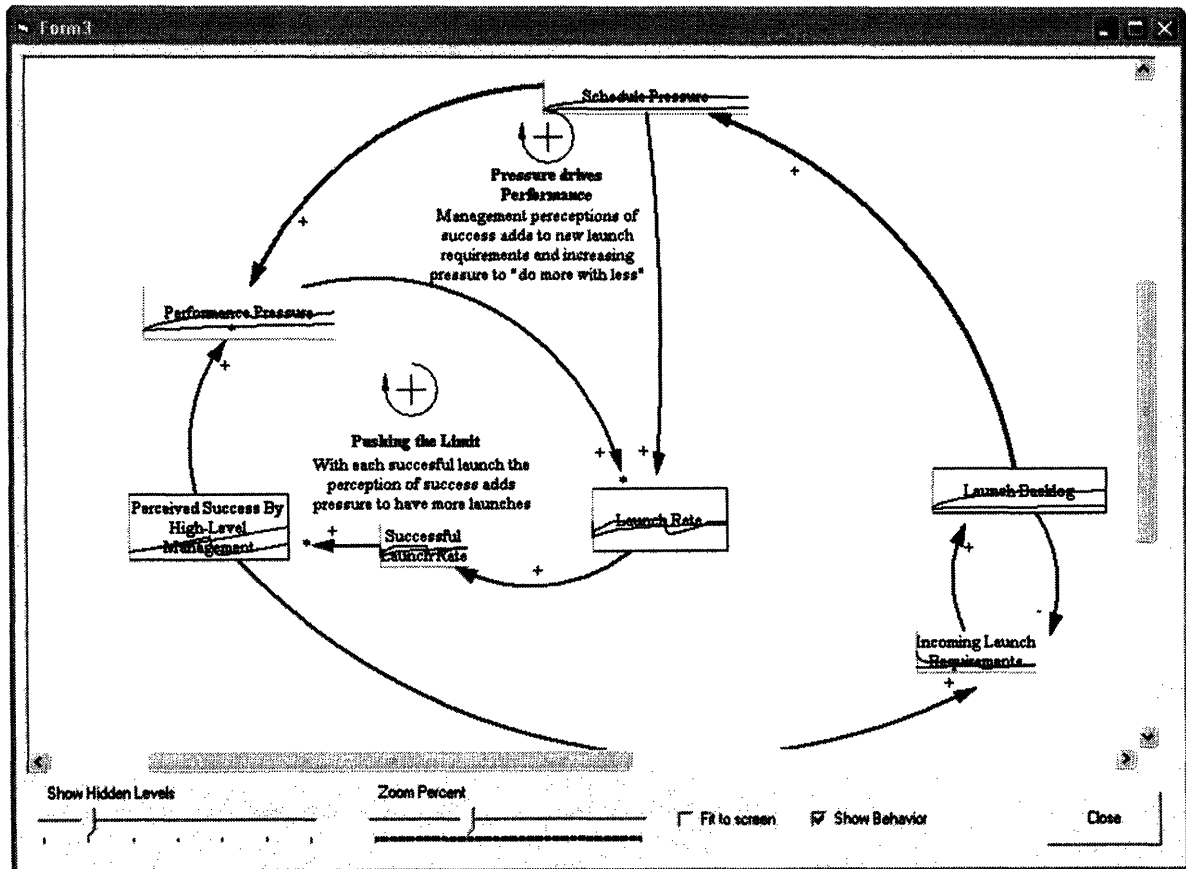 Form3
Schedule Pressure
Pressure drives
Performance
Management perceptions of
success adds to new launch
requirements and increasing
pressure to "do more with less"
Performance Pressure
Pushing the Limit
With each succesful launch the
perception of success adds
pressure to have more launches
Perceived Success By
High-Level
Management
Successful
Launch Rate
Launch Rate
Launch Backlog
Incoming Launch
Requirements
Show Hidden Levels
Zoom Percent
Fit to screen
Show Behavior
Close